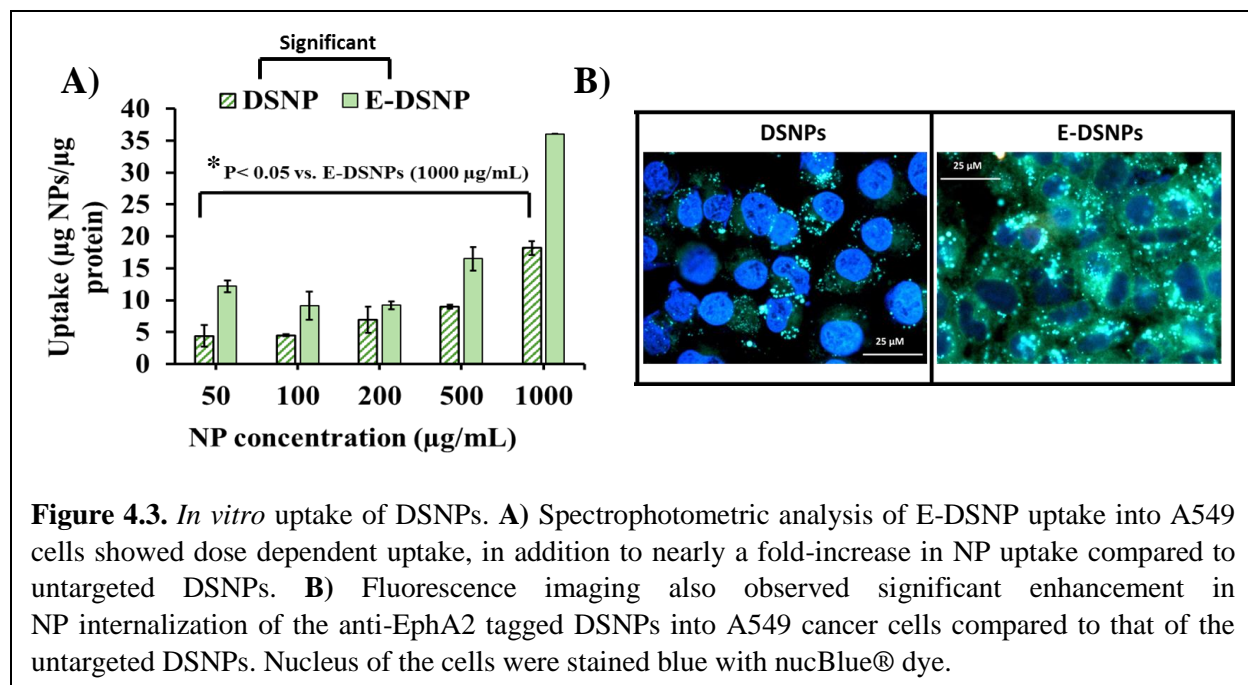 Significant
A)
DSNP E-DSNP
40
35
30
25
20
15
10
5
0
Uptake (µg NPs/µg
protein)
* P< 0.05 vs. E-DSNPs (1000 µg/mL)
50 100 200 500 1000
NP concentration (µg/mL)
B)
DSNPs
E-DSNPs
25 µM
25 µM
Figure 4.3. In vitro uptake of DSNPs. A) Spectrophotometric analysis of E-DSNP uptake into A549
cells showed dose dependent uptake, in addition to nearly a fold-increase in NP uptake compared to
untargeted DSNPs. B) Fluorescence imaging also observed significant enhancement in
NP internalization of the anti-EphA2 tagged DSNPs into A549 cancer cells compared to that of the
untargeted DSNPs. Nucleus of the cells were stained blue with nucBlue® dye.